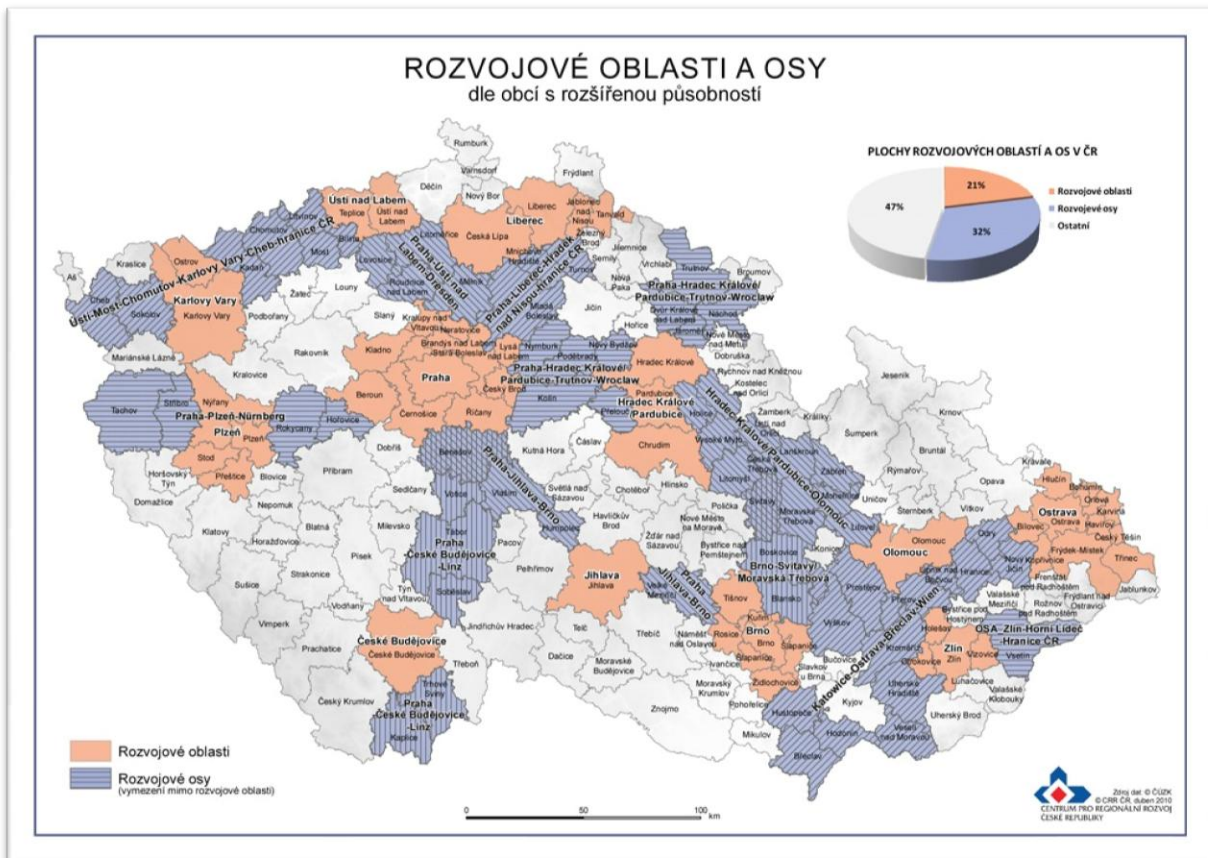 ROZVOJOVÉ OBLASTI A OSY
dle obcí s rozšířenou působností
PLOCHY ROZVOJOVÝCH OBLASTÍ A OS V ČR
21%
47%
32%
Rozvojové oblasti
Rozvojevé osy
Ostatní
Rumburk
Varnsdorf
Frýdlant
Děčín
Nový Bor
Ústí nad Labem
Teplice
Ústí nad Labem
Liberec
Liberec
Jablonec nad Nisou
Tanvald
Česká Lípa
Železný Brod
Semily
Jilemnice
Vrchlabí
Trutnov
Broumov
Litvínov
Chomutov
Most
Bílina
Litoměřice
Lovosice
Roudnice nad Labem
Mělník
Mnichovo Hradiště
Turnov
Nová Paka
Ústí-Most-Chomutov-Karlovy Vary-Cheb-hranice ČR
Praha-Ústí nad Labem-Dresden
Praha-Liberec-Hrádek nad Nisou-hranice ČR
Praha-Hradec Králové/
Pardubice-Trutnov-Wroclaw
Dvůr Králové nad Labem
Náchod
Jaroměř
Nové Město nad Metují
Dobruška
Kraslice
Aš
Ostrov
Kadaň
Cheb
Sokolov
Karlovy Vary
Karlovy Vary
Žatec
Louny
Podbořany
Slaný
Kralupy nad Vltavou
Neratovice
Mladá Boleslav
Jičín
Hořice
Mariánské Lázně
Rakovník
Kladno
Brandýs nad Labem
Stará Boleslav
Lysá nad Labem
Nymburk
Nový Bydžov
Poděbrady
Hradec Králové
Rychnov nad Kněžnou
Kostelec nad Orlicí
Kralovice
Beroun
Praha
Český Brod
Praha-Hradec Králové/
Pardubice-Trutnov-Wroclaw
Kolín
Přelouč
Pardubice
Hradec Králové
/Pardubice
Holice
Žamberk
Ústí nad Orlicí
Králíky
Jeseník
Tachov
Stříbro
Nýřany
Praha-Plzeň-Nürnberg
Plzeň
Plzeň
Rokycany
Hořovice
Černošice
Říčany
Chrudim
Vysoké Mýto
Lanškroun
Česká Třebová
Litomyšl
Hradec Králové/Pardubice-Olomouc
Šumperk
Zábřeh
Mohelnice
Krnov
Bruntál
Rýmařov
Stod
Přeštice
Blovice
Dobříš
Příbram
Benešov
Kutná Hora
Čáslav
Praha-Jihlava-Brno
Vlašim
Votice
Sedlčany
Světlá nad Sázavou
Chotěboř
Hlinsko
Polička
Svitavy
Moravská Třebová
Uničov
Litovel
Šternberk
Opava
Vítkov
Kravaře
Hlučín
Bohumín
Orlová
Karviná
Ostrava
Ostrava
Havířov
Český Těšín
Bílovec
Frýdek-Místek
Třinec
Jablunkov
Horšovský Týn
Domažlice
Klatovy
Nepomuk
Horažďovice
Blatná
Milevsko
Tábor
Praha
-České Budějovice
-Linz
Humpolec
Pacov
Pelhřimov
Havlíčkův Brod
Žďár nad Sázavou
Nové Město na Moravě
Bystřice nad Pernštejnem
Konice
Boskovice
Brno-Svitavy/
Moravská Třebová
Blansko
Olomouc
Olomouc
Odry
Nový Jičín
Kopřivnice
Hranice
Lipník nad Bečvou
Frenštát pod Radhoštěm
Frýdlant nad Ostravicí
Valašské Meziříčí
Rožnov pod Radhoštěm
Sušice
Strakonice
Písek
Týn nad Vltavou
Soběslav
Vodňany
Vimperk
Prachatice
Jindřichův Hradec
Jihlava
Jihlava
Velké Meziříčí
Praha
-Jihlava-Brno
Tišnov
Kuřim
Rosice
Brno
Brno
Šlapanice
Šlapanice
Židlochovice
Prostějov
Přerov
Vyškov
Katowice-Ostrava-Břeclav-Wien
Bystřice pod Hostýnem
Holešov
Kroměříž
Otrokovice
Zlín
Zlín
Vizovice
Vsetín
OSA_Zlín-Horní Lideč
-Hranice ČR
Luhačovice
Valašské Klobouky
České Budějovice
České Budějovice
Třeboň
Trhové Sviny
Český Krumlov
Praha
-České Budějovice
-Linz
Kaplice
Telč
Dačice
Třebíč
Moravské Budějovice
Náměšť nad Oslavou
Ivančice
Moravský Krumlov
Pohořelice
Znojmo
Mikulov
Hustopeče
Břeclav
Hodonín
Kyjov
Bučovice
Slavkov u Brna
Uherské Hradiště
Uherský Brod
Veselí nad Moravou
Rozvojové oblasti
Rozvojové osy
(vymezení mimo rozvojové oblasti)
0
50
100
km
Zdroj dat: © ČÚZK
© CRR ČR, duben 2010
CENTRUM PRO REGIONÁLNÍ ROZVOJ
ČESKÉ REPUBLIKY